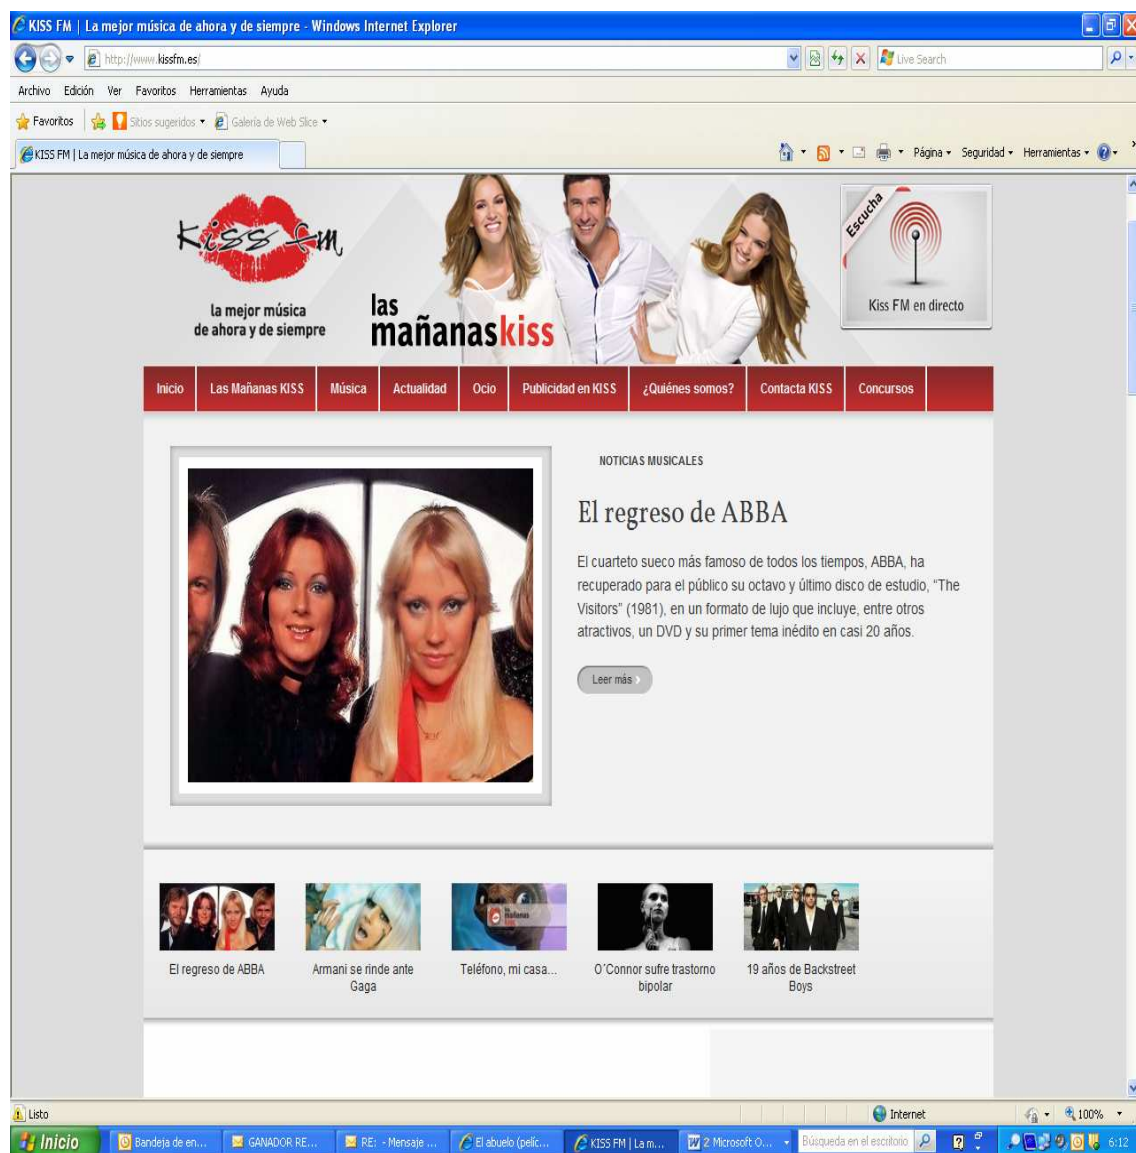 KISS FM | La mejor música de ahora y de siempre - Windows Internet Explorer
http://www.kissfm.es/
Live Search
Archivo Edición Ver Favoritos Herramientas Ayuda
Favoritos Sitios sugeridos Galería de Web Slice
KISS FM | La mejor música de ahora y de siempre
Página Seguridad Herramientas
Kiss fm
la mejor música
de ahora y de siempre
las
mañanaskiss
Escucha
Kiss FM en directo
Inicio Las Mañanas KISS Música Actualidad Ocio Publicidad en KISS ¿Quiénes somos? Contacta KISS Concursos
NOTICIAS MUSICALES
El regreso de ABBA
El cuarteto sueco más famoso de todos los tiempos, ABBA, ha
recuperado para el público su octavo y último disco de estudio, “The
Visitors” (1981), en un formato de lujo que incluye, entre otros
atractivos, un DVD y su primer tema inédito en casi 20 años.
Leer más
las
mañanas
kiss
El regreso de ABBA
Armani se rinde ante
Gaga
Teléfono, mi casa...
O´Connor sufre trastorno
bipolar
19 años de Backstreet
Boys
Listo
Internet
100%
Inicio
Bandeja de en...
GANADOR RE...
RE: - Mensaje ...
El abuelo (pelíc...
KISS FM | La m...
2 Microsoft O...
Búsqueda en el escritorio
6:12